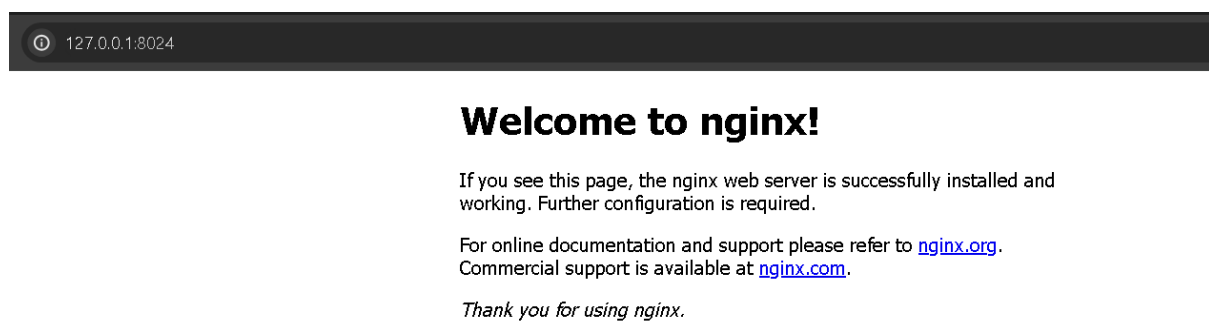 127.0.0.1:8024
Welcome to nginx!
If you see this page, the nginx web server is successfully installed and
working. Further configuration is required.
For online documentation and support please refer to nginx.org.
Commercial support is available at nginx.com.
Thank you for using nginx.